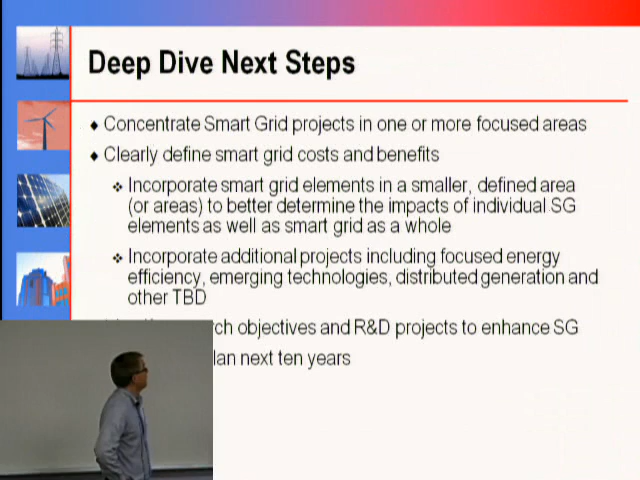 Deep Dive Next Steps
Concentrate Smart Grid projects in one or more focused areas
Clearly define smart grid costs and benefits
Incorporate smart grid elements in a smaller, defined area
(or areas) to better determine the impacts of individual SG
elements as well as smart grid as a whole
Incorporate additional projects including focused energy
efficiency, emerging technologies, distributed generation and
other TBD
objectives and R&D projects to enhance SG
next ten years